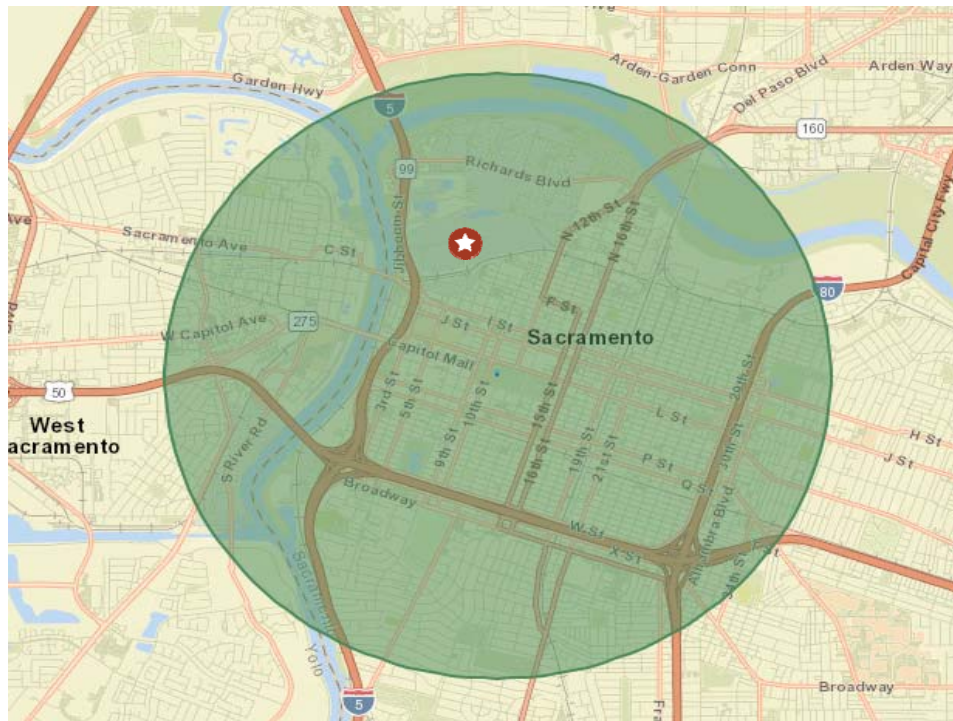 Ave
Garden Hwy
Arden-Garden Conn
Del Paso Blvd
Arden Way
5
160
99
Richards Blvd
Jibboom St
N 12th St
N 16th St
Capital City Fwy
Ave
Sacramento Ave
C St
80
275
W Capitol Ave
J St
I St
F St
Sacramento
Capitol Mall
29th St
50
3rd St
5th St
10th St
15th St
L St
West
acramento
S River Rd
9th St
16th St
19th St
21st St
P St
Q St
30th St
H St
J St
Broadway
W St
X St
Alhambra Blvd
T St
34th St
Sacramen
Yolo
Broadway
5
Fra